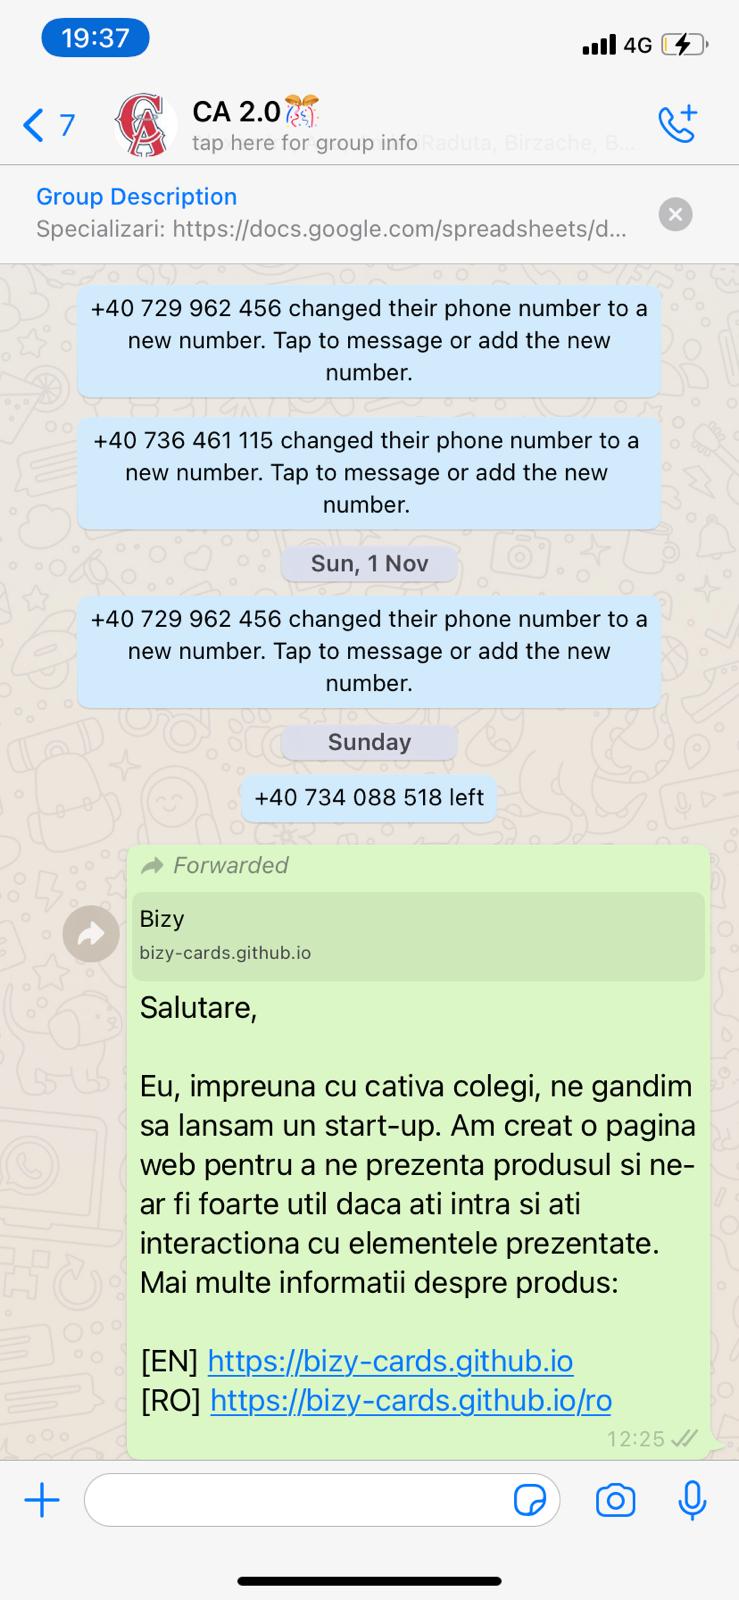 19:37
4G
7
CA 2.0
tap here for group info
Raduta, Birzache, B...
Group Description
Specializari: https://docs.google.com/spreadsheets/d...
+40 729 962 456 changed their phone number to a
new number. Tap to message or add the new
number.
+40 736 461 115 changed their phone number to a
new number. Tap to message or add the new
number.
Sun, 1 Nov
+40 729 962 456 changed their phone number to a
new number. Tap to message or add the new
number.
Sunday
+40 734 088 518 left
Forwarded
Bizy
bizy-cards.github.io
Salutare,
Eu, impreuna cu cativa colegi, ne gandim
sa lansam un start-up. Am creat o pagina
web pentru a ne prezenta produsul si ne-
ar fi foarte util daca ati intra si ati
interactiona cu elementele prezentate.
Mai multe informatii despre produs:
[EN] https://bizy-cards.github.io
[RO] https://bizy-cards.github.io/ro
12:25